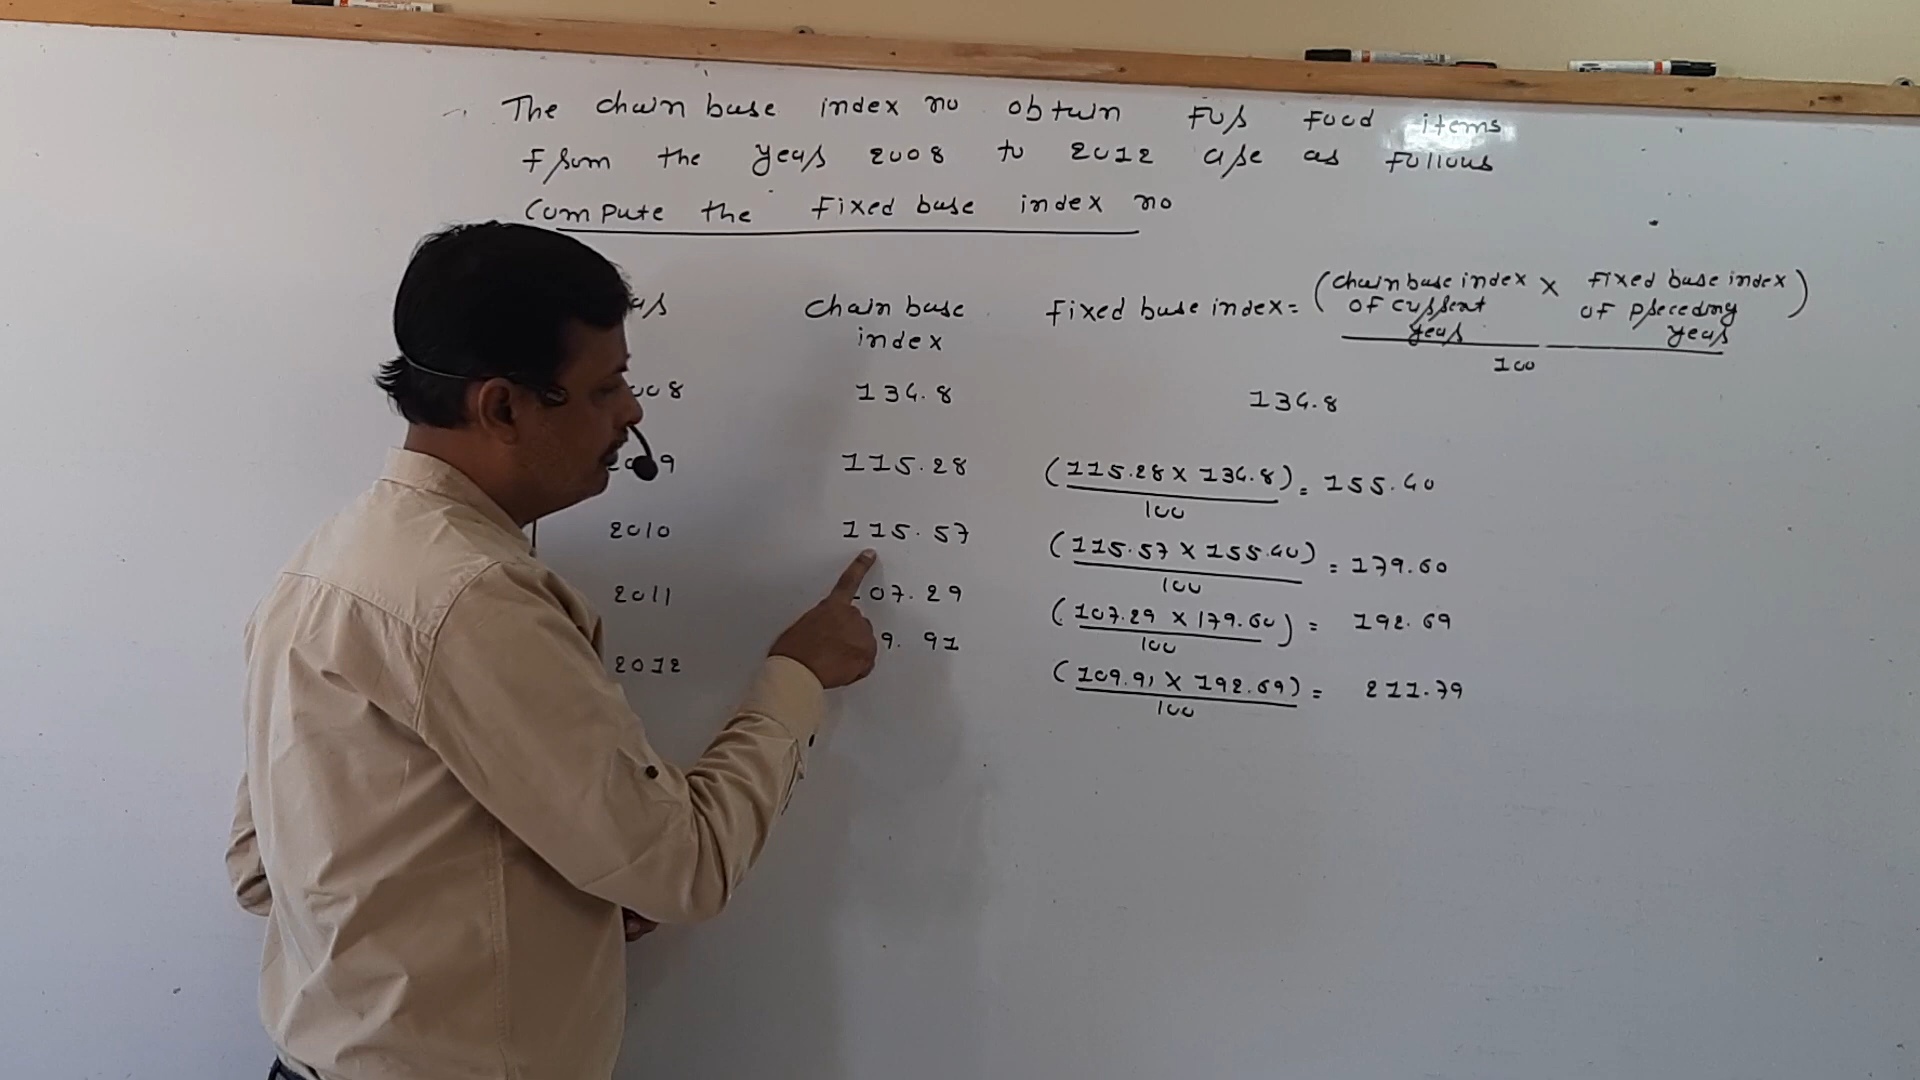 The chain base index no obtain For Food items
From the year 2008 to 2012 are as Follows
Compute the Fixed base index no
Chain base index
Fixed base index = (chain base index of current year × Fixed base index of preceding year)
100
008 134.8 134.8
115.28 (115.28 × 134.8) = 155.40
100
2010 115.57 (115.57 × 155.40) = 179.60
100
2011 07.29 (107.29 × 179.60) = 192.69
100
2012 9.91 (109.91 × 192.69) = 211.79
100